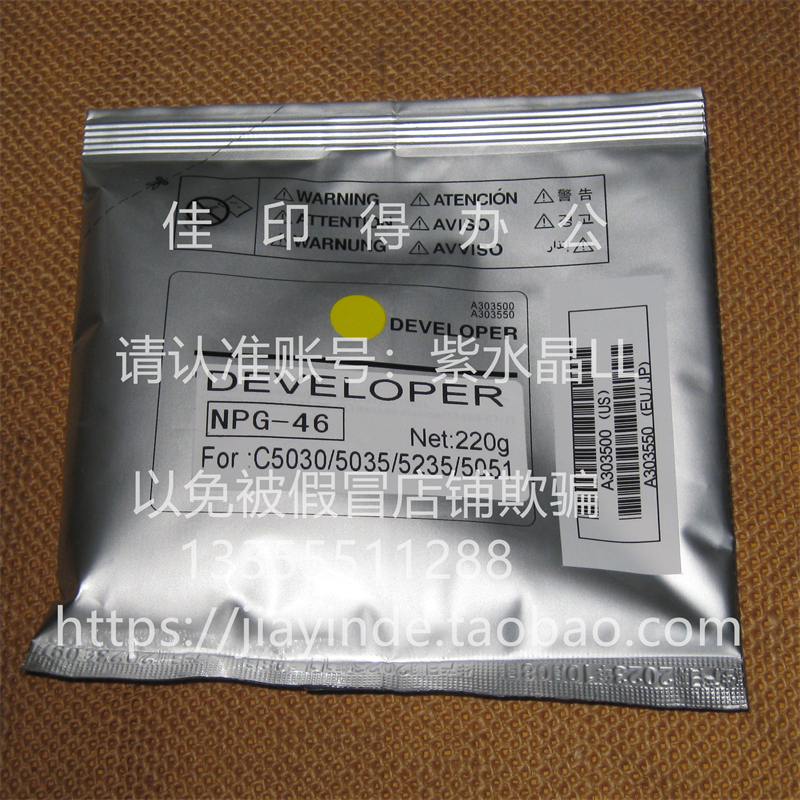 ⚠WARNING ⚠ATENCIÓN ⚠警告
⚠ATTENTION ⚠AVISO ⚠경고
⚠WARNUNG ⚠AVVISO
佳印得办公
A303500
A303550
DEVELOPER
请认准账号：紫水晶LL
DEVELOPER
NPG-46
Net:220g
For :C5030/5035/5235/5051
A303500 (US)
A303550 (EU/JP)
以免被假冒店铺欺骗
13355511288
https://jiayinde.taobao.com